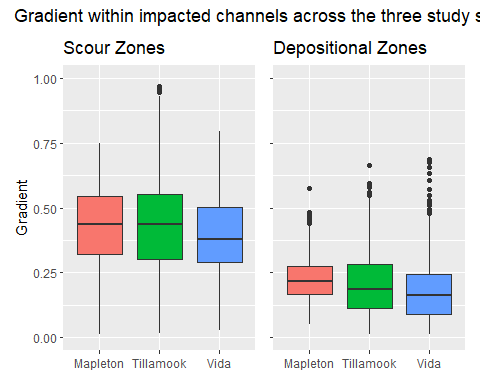 Gradient within impacted channels across the three study s
Scour Zones
Depositional Zones
1.00
0.75
0.50
0.25
0.00
Gradient
Mapleton Tillamook Vida
Mapleton Tillamook Vida